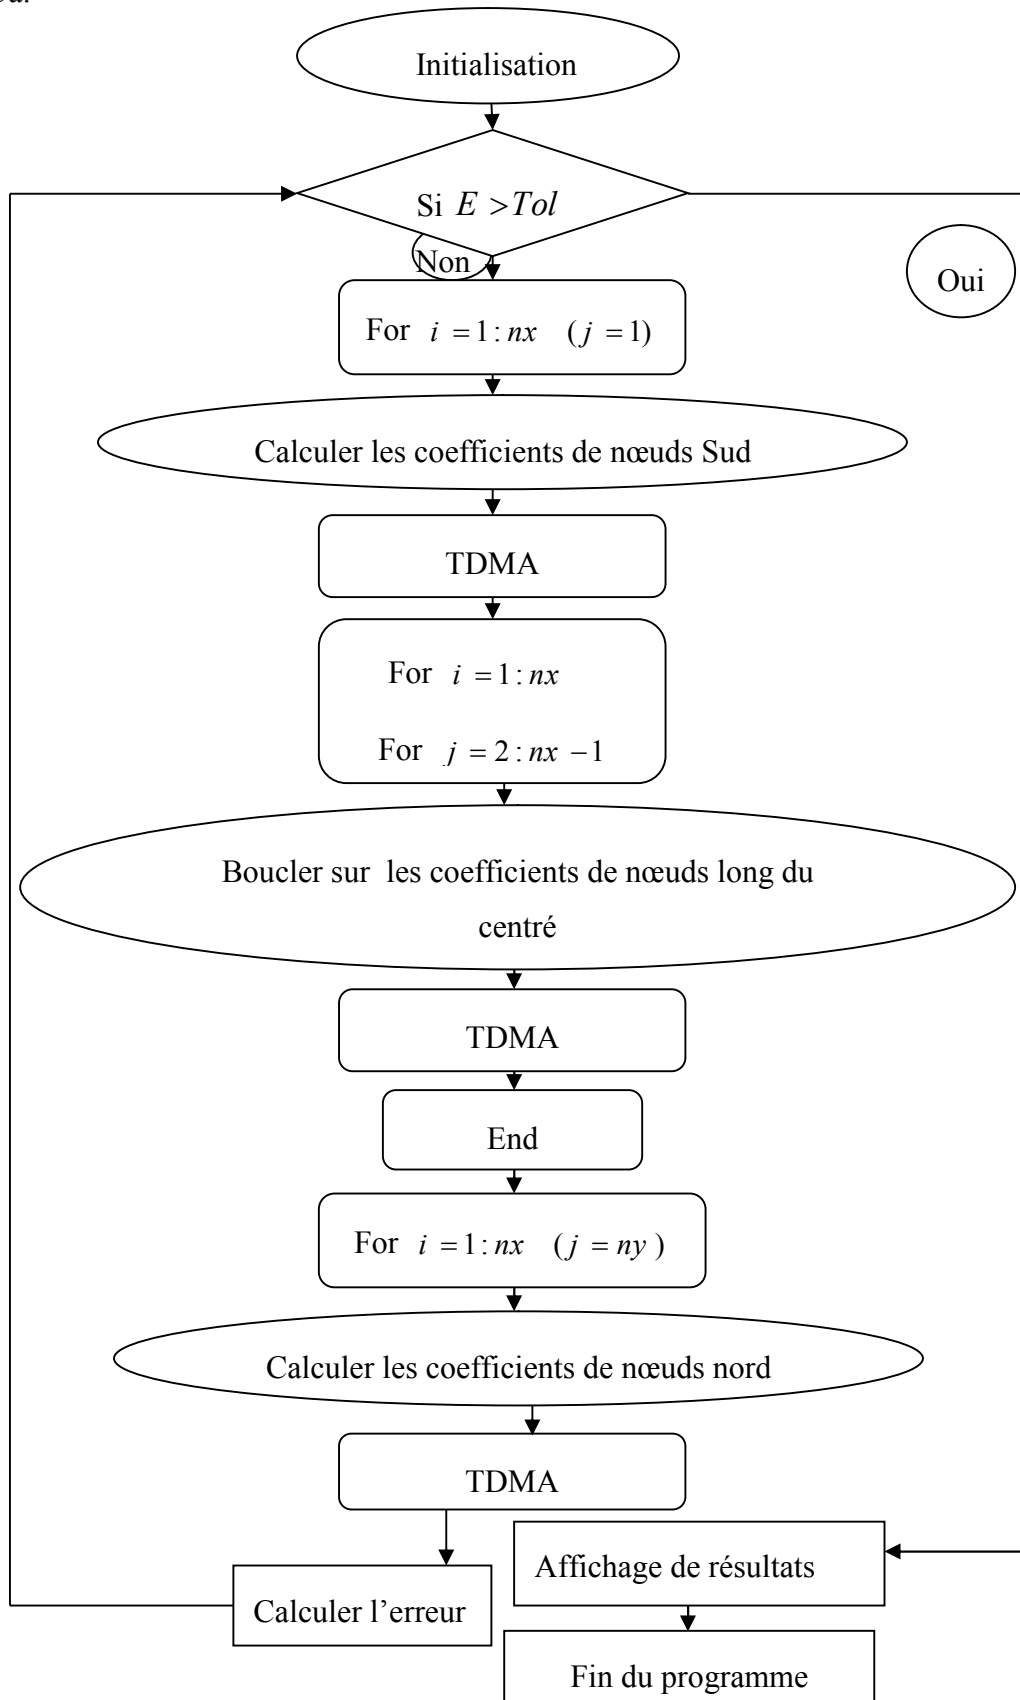 Initialisation
Si E > Tol
Non
Oui
For i = 1 : nx (j = 1)
Calculer les coefficients de nœuds Sud
TDMA
For i = 1 : nx
For j = 2 : nx − 1
Boucler sur les coefficients de nœuds long du
centré
TDMA
End
For i = 1 : nx (j = ny)
Calculer les coefficients de nœuds nord
TDMA
Affichage de résultats
Calculer l’erreur
Fin du programme